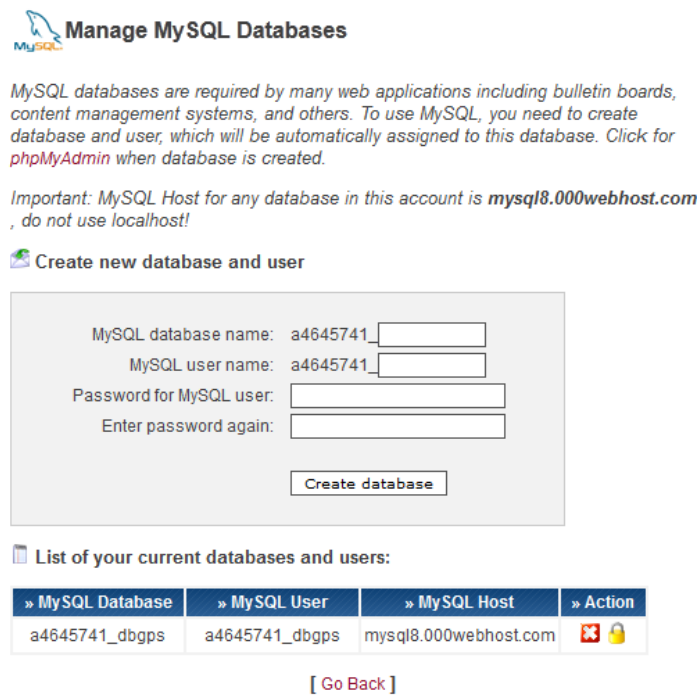 MySQL
Manage MySQL Databases
MySQL databases are required by many web applications including bulletin boards,
content management systems, and others. To use MySQL, you need to create
database and user, which will be automatically assigned to this database. Click for
phpMyAdmin when database is created.
Important: MySQL Host for any database in this account is mysql8.000webhost.com
, do not use localhost!
Create new database and user
MySQL database name: a4645741_
MySQL user name: a4645741_
Password for MySQL user:
Enter password again:
Create database
List of your current databases and users:
» MySQL Database » MySQL User » MySQL Host » Action
a4645741_dbgps a4645741_dbgps mysql8.000webhost.com
[ Go Back ]